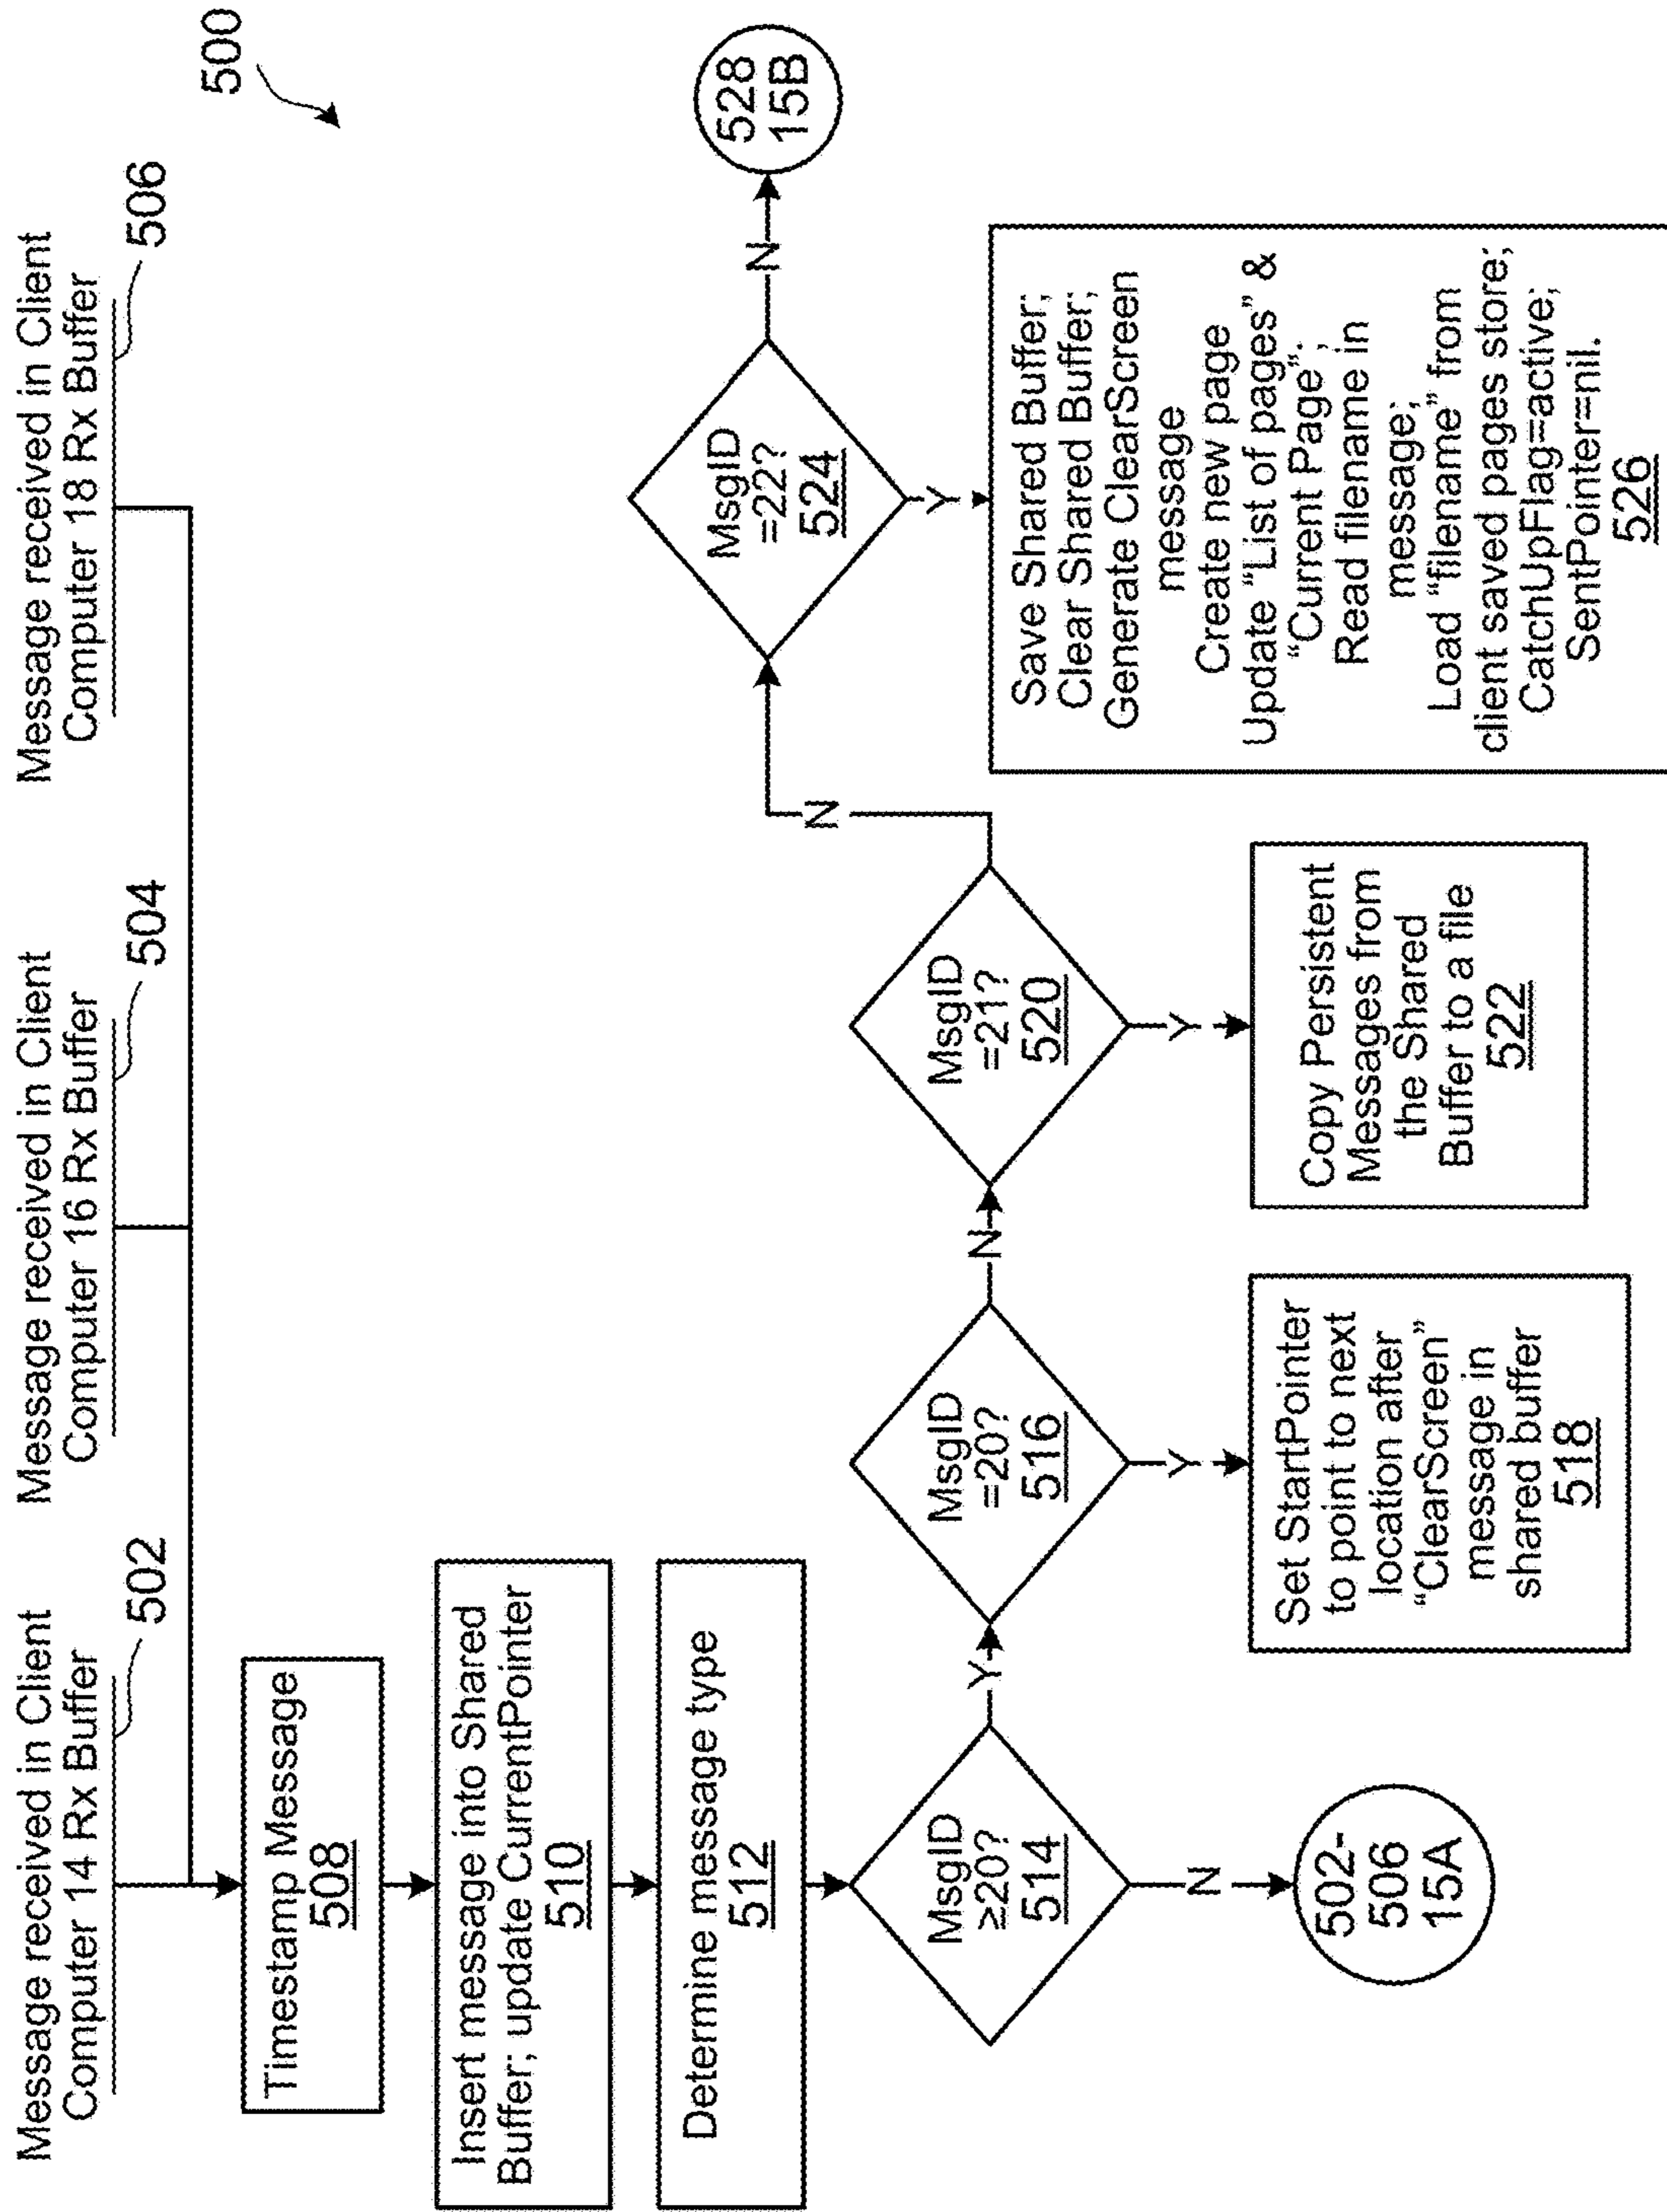 500
Message received in Client
Computer 14 Rx Buffer
502
Message received in Client
Computer 16 Rx Buffer
504
Message received in Client
Computer 18 Rx Buffer
506
Timestamp Message
508
Insert message into Shared
Buffer; update CurrentPointer
510
Determine message type
512
MsgID
≥20?
514
N
502-
506
15A
Y
MsgID
=20?
516
Y
Set StartPointer
to point to next
location after
“ClearScreen”
message in
shared buffer
518
N
MsgID
=21?
520
Y
Copy Persistent
Messages from
the Shared
Buffer to a file
522
N
MsgID
=22?
524
Y
Save Shared Buffer;
Clear Shared Buffer;
Generate ClearScreen
message
Create new page
Update “List of pages” &
“Current Page”;
Read filename in
message;
Load “filename” from
client saved pages store;
CatchUpFlag=active;
SentPointer=nil.
526
N
528
15B